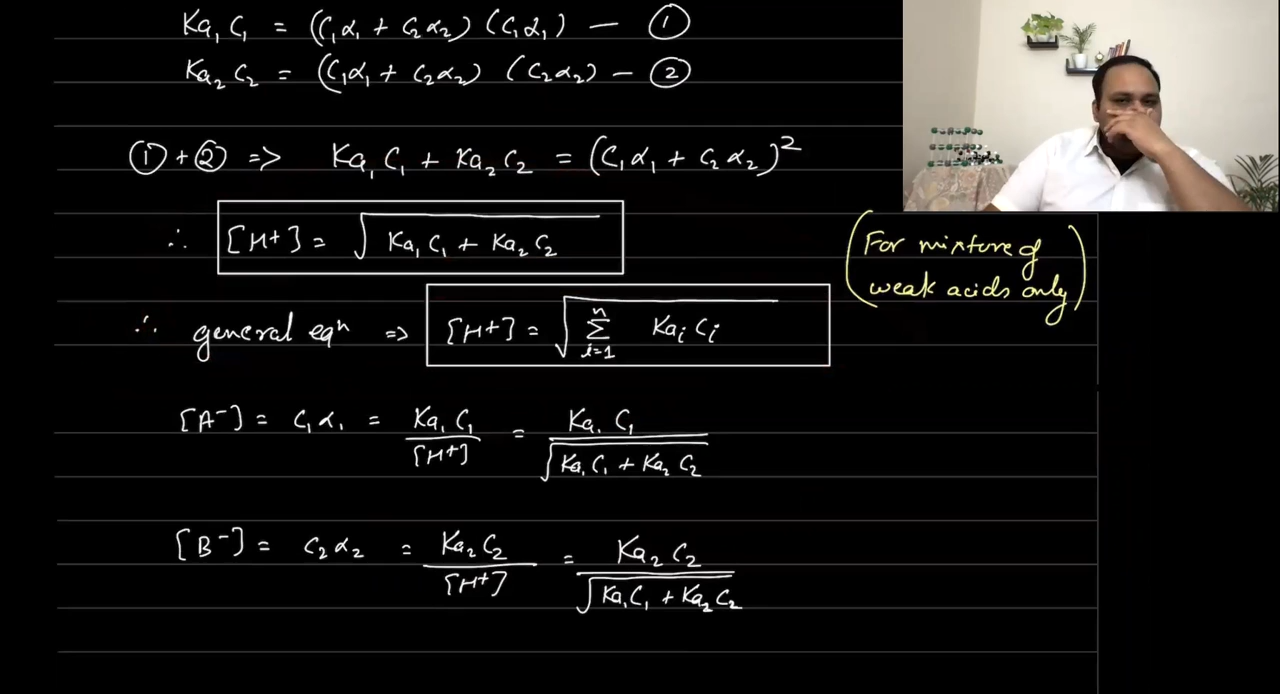 Ka₁ C₁ = (C₁α₁ + C₂α₂) (C₁α₁) — ①
Ka₂ C₂ = (C₁α₁ + C₂α₂) (C₂α₂) — ②
① + ② => Ka₁ C₁ + Ka₂ C₂ = (C₁α₁ + C₂α₂)²
∴ [H+] = √(Ka₁ C₁ + Ka₂ C₂)
(For mixture of
weak acids only)
∴ general eqⁿ => [H+] = √(∑ⁿᵢ₌₁ Kaᵢ Cᵢ)
[A⁻] = C₁α₁ = Ka₁ C₁ / [H+] = Ka₁ C₁ / √(Ka₁ C₁ + Ka₂ C₂)
[B⁻] = C₂α₂ = Ka₂ C₂ / [H+] = Ka₂ C₂ / √(Ka₁ C₁ + Ka₂ C₂)